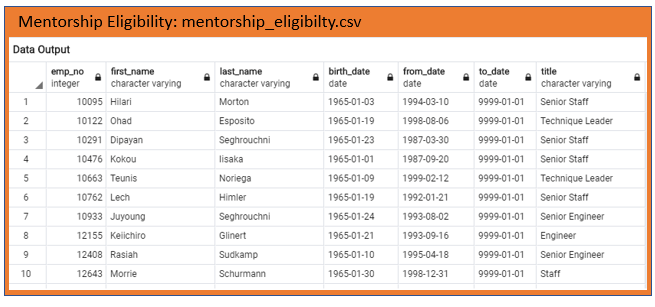 Mentorship Eligibility: mentorship_eligibilty.csv
Data Output
emp_no first_name last_name birth_date from_date to_date title
integer character varying character varying date date date character varying
1 10095 Hilari Morton 1965-01-03 1994-03-10 9999-01-01 Senior Staff
2 10122 Ohad Esposito 1965-01-19 1998-08-06 9999-01-01 Technique Leader
3 10291 Dipayan Seghrouchni 1965-01-23 1987-03-30 9999-01-01 Senior Staff
4 10476 Kokou Iisaka 1965-01-01 1987-09-20 9999-01-01 Senior Staff
5 10663 Teunis Noriega 1965-01-09 1999-02-12 9999-01-01 Technique Leader
6 10762 Lech Himler 1965-01-19 1992-01-21 9999-01-01 Senior Staff
7 10933 Juyoung Seghrouchni 1965-01-24 1993-08-02 9999-01-01 Senior Engineer
8 12155 Keiichiro Glinert 1965-01-21 1993-09-16 9999-01-01 Engineer
9 12408 Rasiah Sudkamp 1965-01-10 1995-04-18 9999-01-01 Senior Engineer
10 12643 Morrie Schurmann 1965-01-30 1998-12-31 9999-01-01 Staff